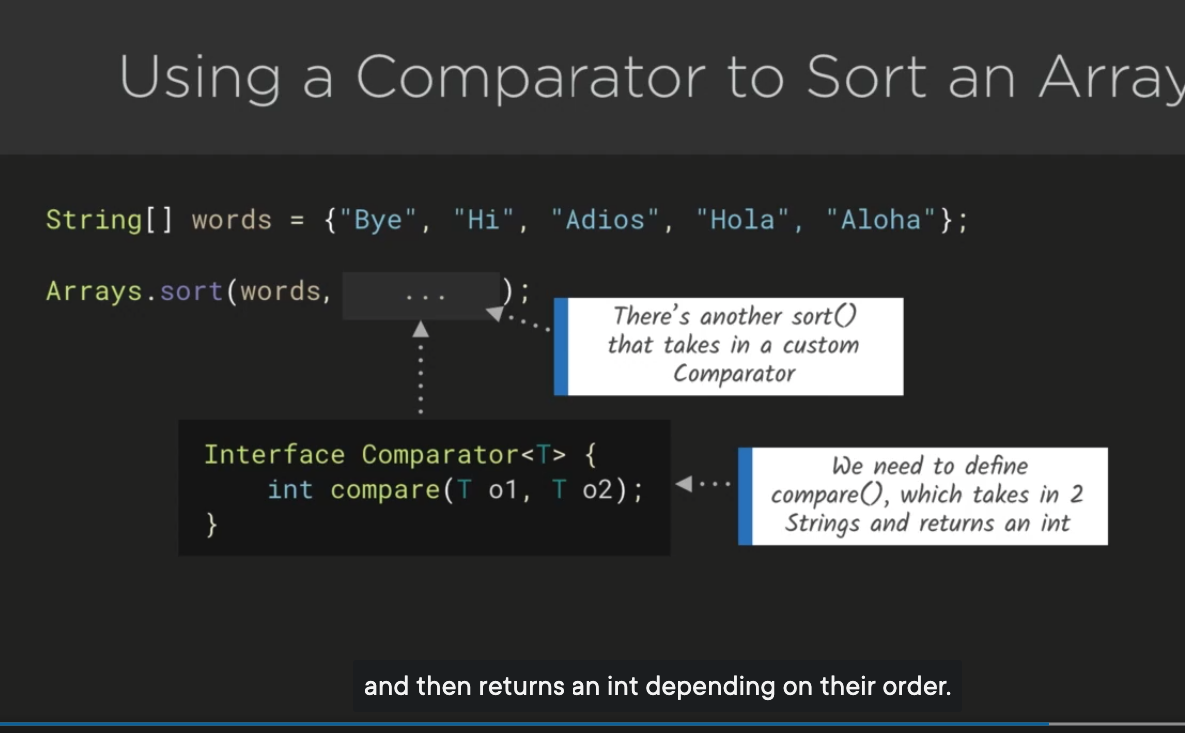 Using a Comparator to Sort an Array
String[] words = {"Bye", "Hi", "Adios", "Hola", "Aloha"};
Arrays.sort(words, ... );
There's another sort()
that takes in a custom
Comparator
Interface Comparator<T> {
int compare(T o1, T o2);
}
We need to define
compare(), which takes in 2
Strings and returns an int
and then returns an int depending on their order.